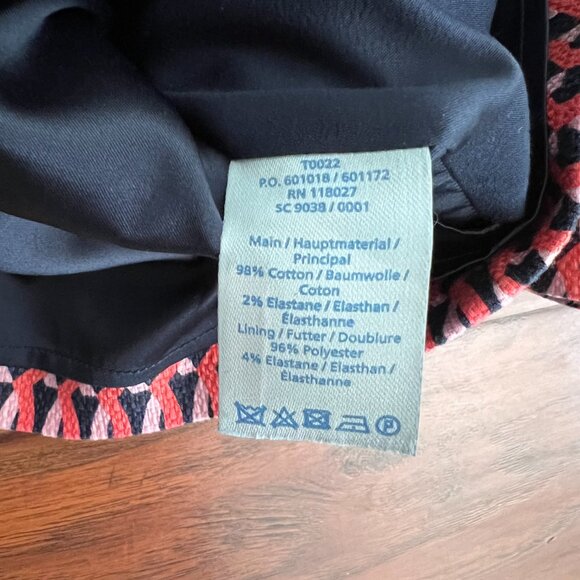 T0022
P.O. 601018 / 601172
RN 118027
SC 9038 / 0001
Main / Hauptmaterial /
Principal
98% Cotton / Baumwolle /
Coton
2% Elastane / Elasthan /
Élasthanne
Lining / Futter / Doublure
96% Polyester
4% Elastane / Elasthan /
Élasthanne
P